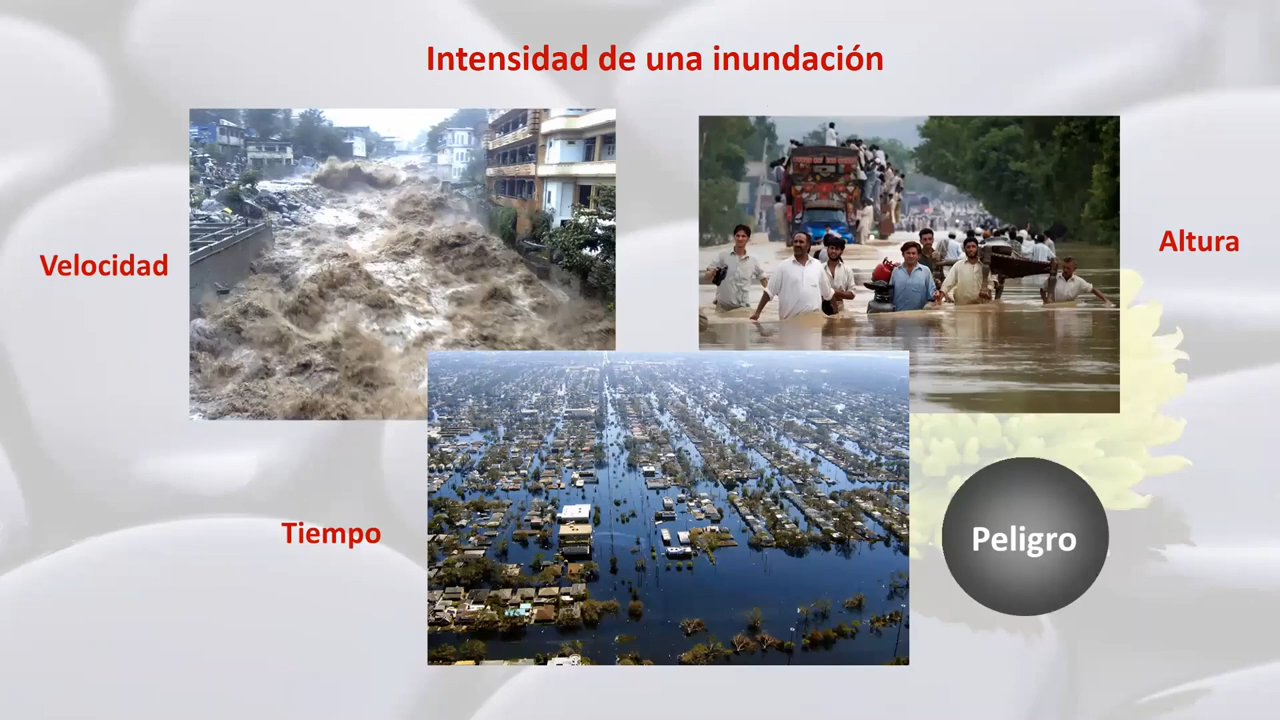 Intensidad de una inundación
Velocidad
Altura
Tiempo
Peligro